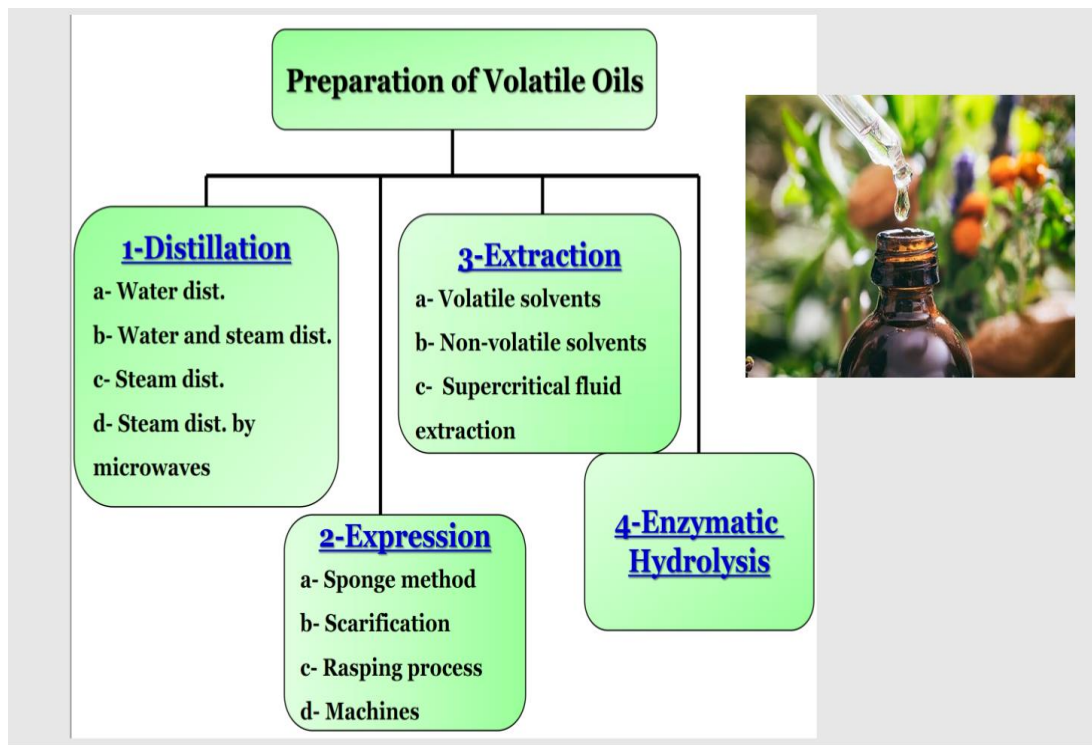 Preparation of Volatile Oils
1-Distillation
a- Water dist.
b- Water and steam dist.
c- Steam dist.
d- Steam dist. by
microwaves
2-Expression
a- Sponge method
b- Scarification
c- Rasping process
d- Machines
3-Extraction
a- Volatile solvents
b- Non-volatile solvents
c- Supercritical fluid
extraction
4-Enzymatic
Hydrolysis